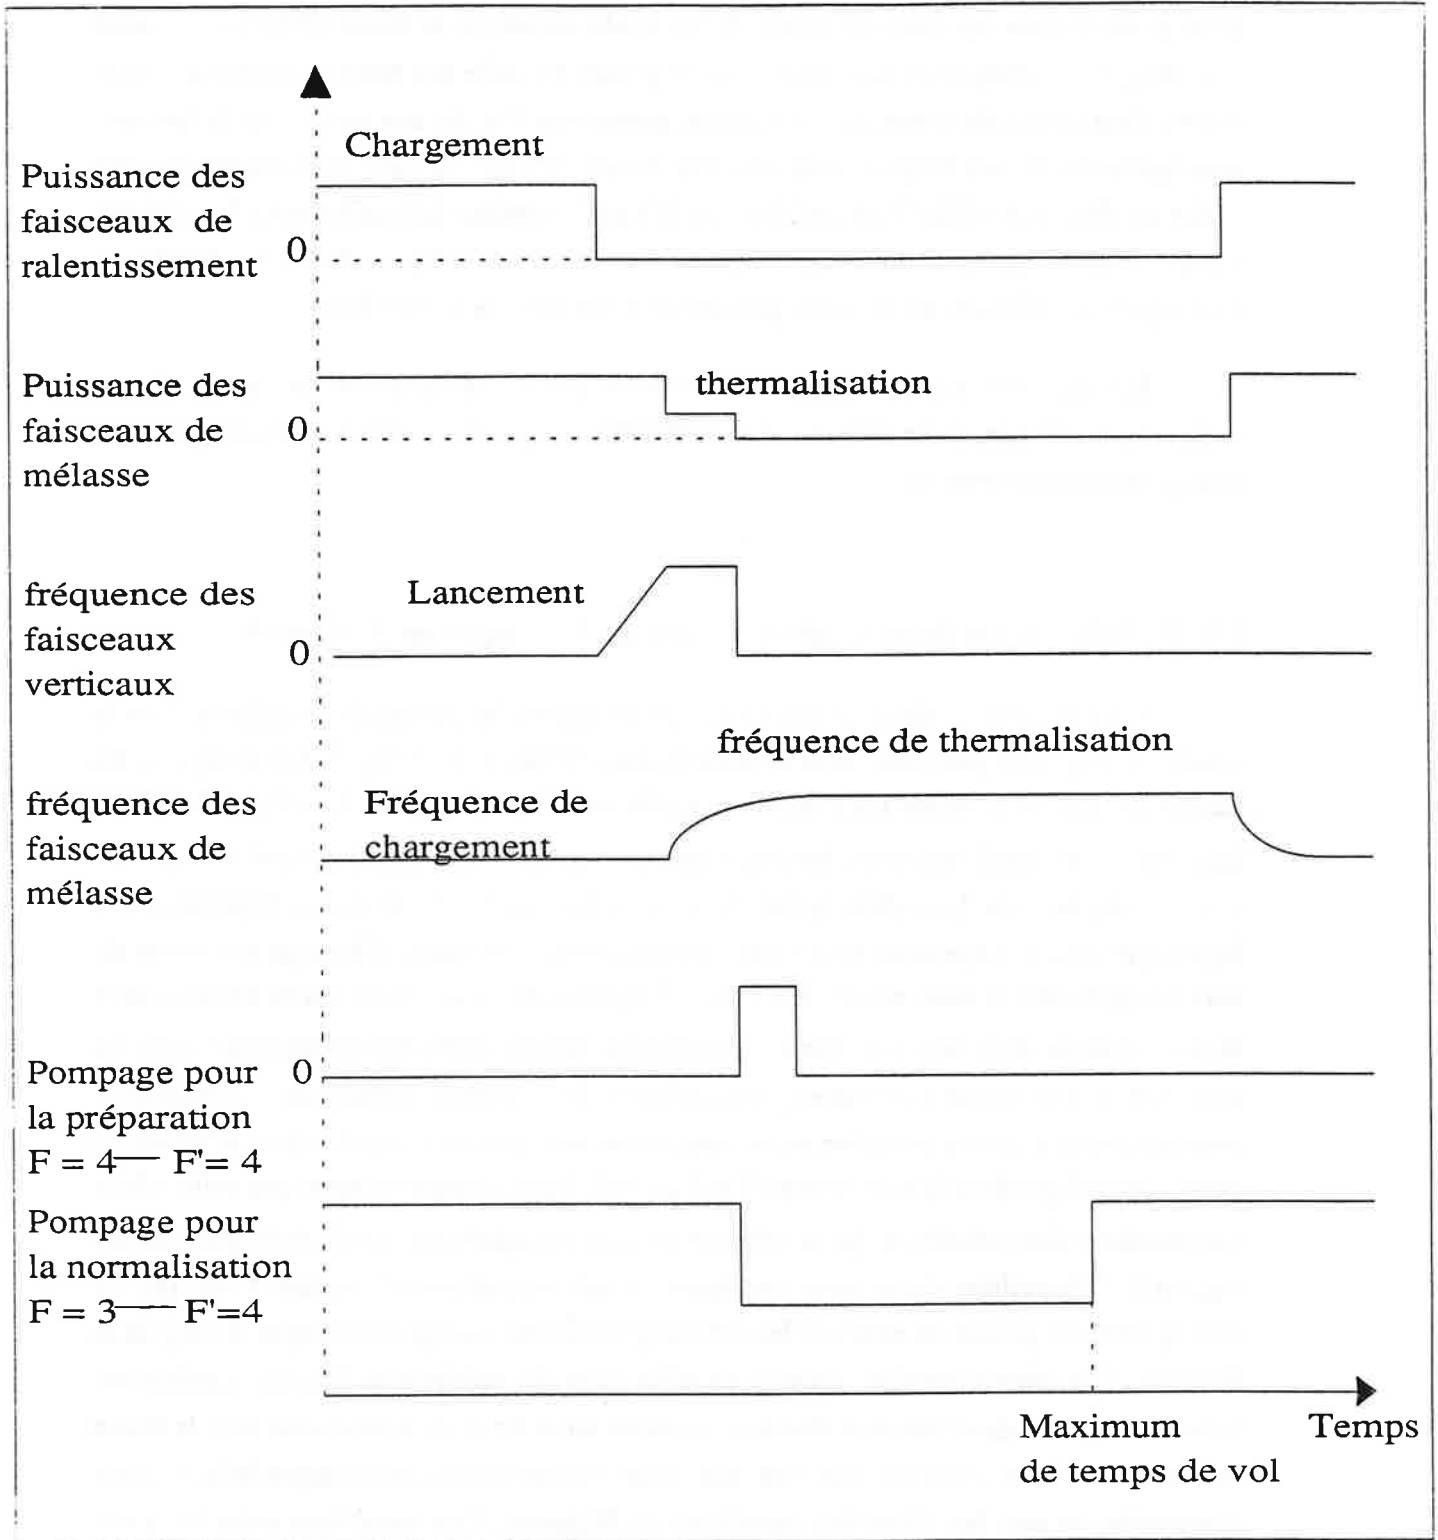 Chargement
Puissance des
faisceaux de
ralentissement
0
Puissance des
faisceaux de
mélasse
0
thermalisation
fréquence des
faisceaux
verticaux
0
Lancement
fréquence de thermalisation
fréquence des
faisceaux de
mélasse
Fréquence de
chargement
Pompage pour
la préparation
F = 4— F'= 4
0
Pompage pour
la normalisation
F = 3— F'=4
Maximum
de temps de vol
Temps